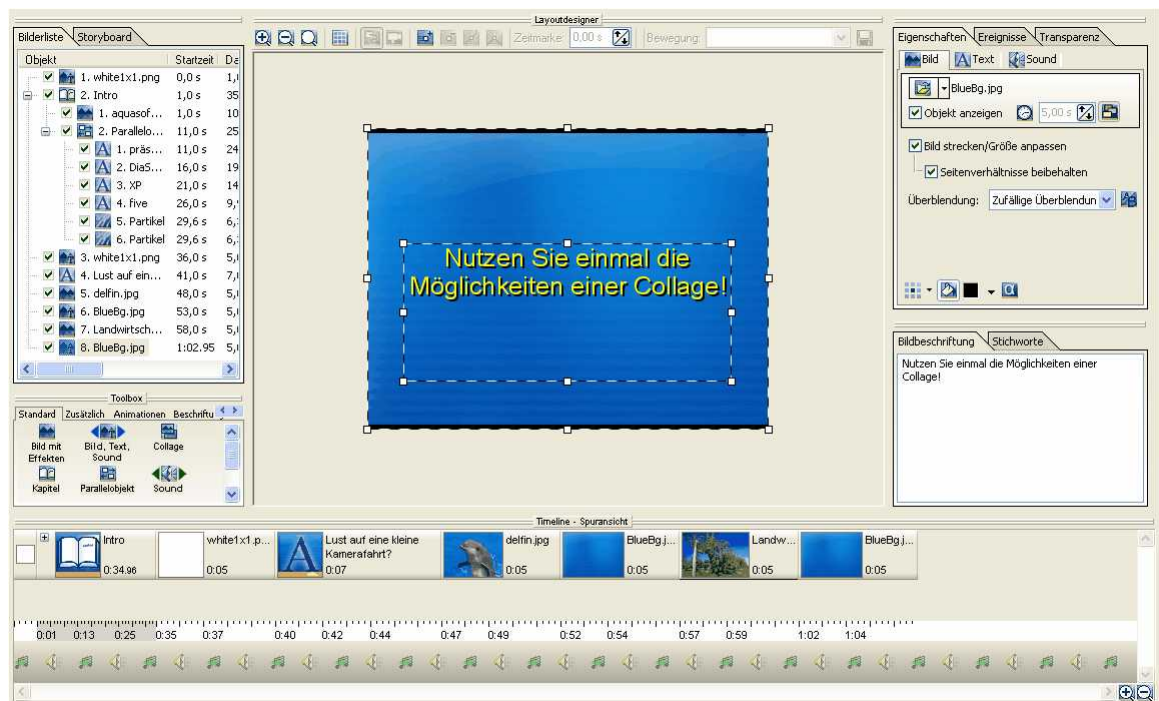 Layoutdesigner
Bilderliste Storyboard
Objekt Startzeit
1. white1x1.png 0,0 s
2. Intro 1,0 s 35
1. aquasof... 1,0 s 10
2. Parallelo... 11,0 s 25
1. präs... 11,0 s 24
2. DiaS... 16,0 s 19
3. XP 21,0 s 14
4. five 26,0 s
5. Partikel 29,6 s
6. Partikel 29,6 s
3. white1x1.png 36,0 s
4. Lust auf ein... 41,0 s
5. delfin.jpg 48,0 s
6. BlueBg.jpg 53,0 s
7. Landwirtsch... 58,0 s
8. BlueBg.jpg 1:02.95
Toolbox
Standard Zusätzlich Animationen Beschriftu
Bild mit Effekten
Bild, Text, Sound
Collage
Kapitel Parallelobjekt Sound
Zeitmarke: 0,00 s Bewegung:
Nutzen Sie einmal die
Möglichkeiten einer Collage!
Eigenschaften Ereignisse Transparenz
Bild Text Sound
BlueBg.jpg
Objekt anzeigen 5,00 s
Bild strecken/Größe anpassen
Seitenverhältnisse beibehalten
Überblendung: Zufällige Überblendun
Bildbeschriftung Stichworte
Nutzen Sie einmal die Möglichkeiten einer
Collage!
Timeline - Spuransicht
Intro 0:34.96
white1x1.p... 0:05
Lust auf eine kleine
Kamerafahrt?
0:07
delfin.jpg 0:05
BlueBg.j... 0:05
Landw... 0:05
BlueBg.j... 0:05
0:01 0:13 0:25 0:35 0:37 0:40 0:42 0:44 0:47 0:49 0:52 0:54 0:57 0:59 1:02 1:04